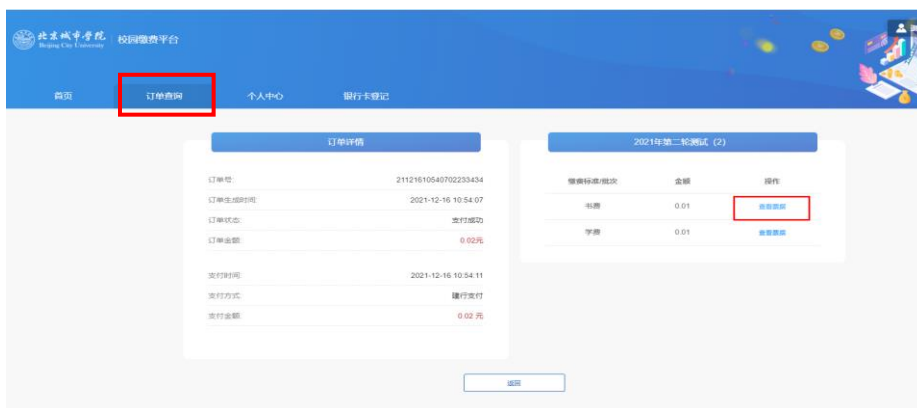 北京城市学院 校园缴费平台
Beijing City University
首页 订单查询 个人中心 银行卡登记
订单详情
订单号: 21121610540702233434
订单生成时间: 2021-12-16 10:54:07
订单状态: 支付成功
订单金额: 0.02元
支付时间: 2021-12-16 10:54:11
支付方式: 建行支付
支付金额: 0.02 元
2021年第二轮测试 (2)
缴费标准/批次 金额 操作
书费 0.01 查看票据
学费 0.01 查看票据
返回